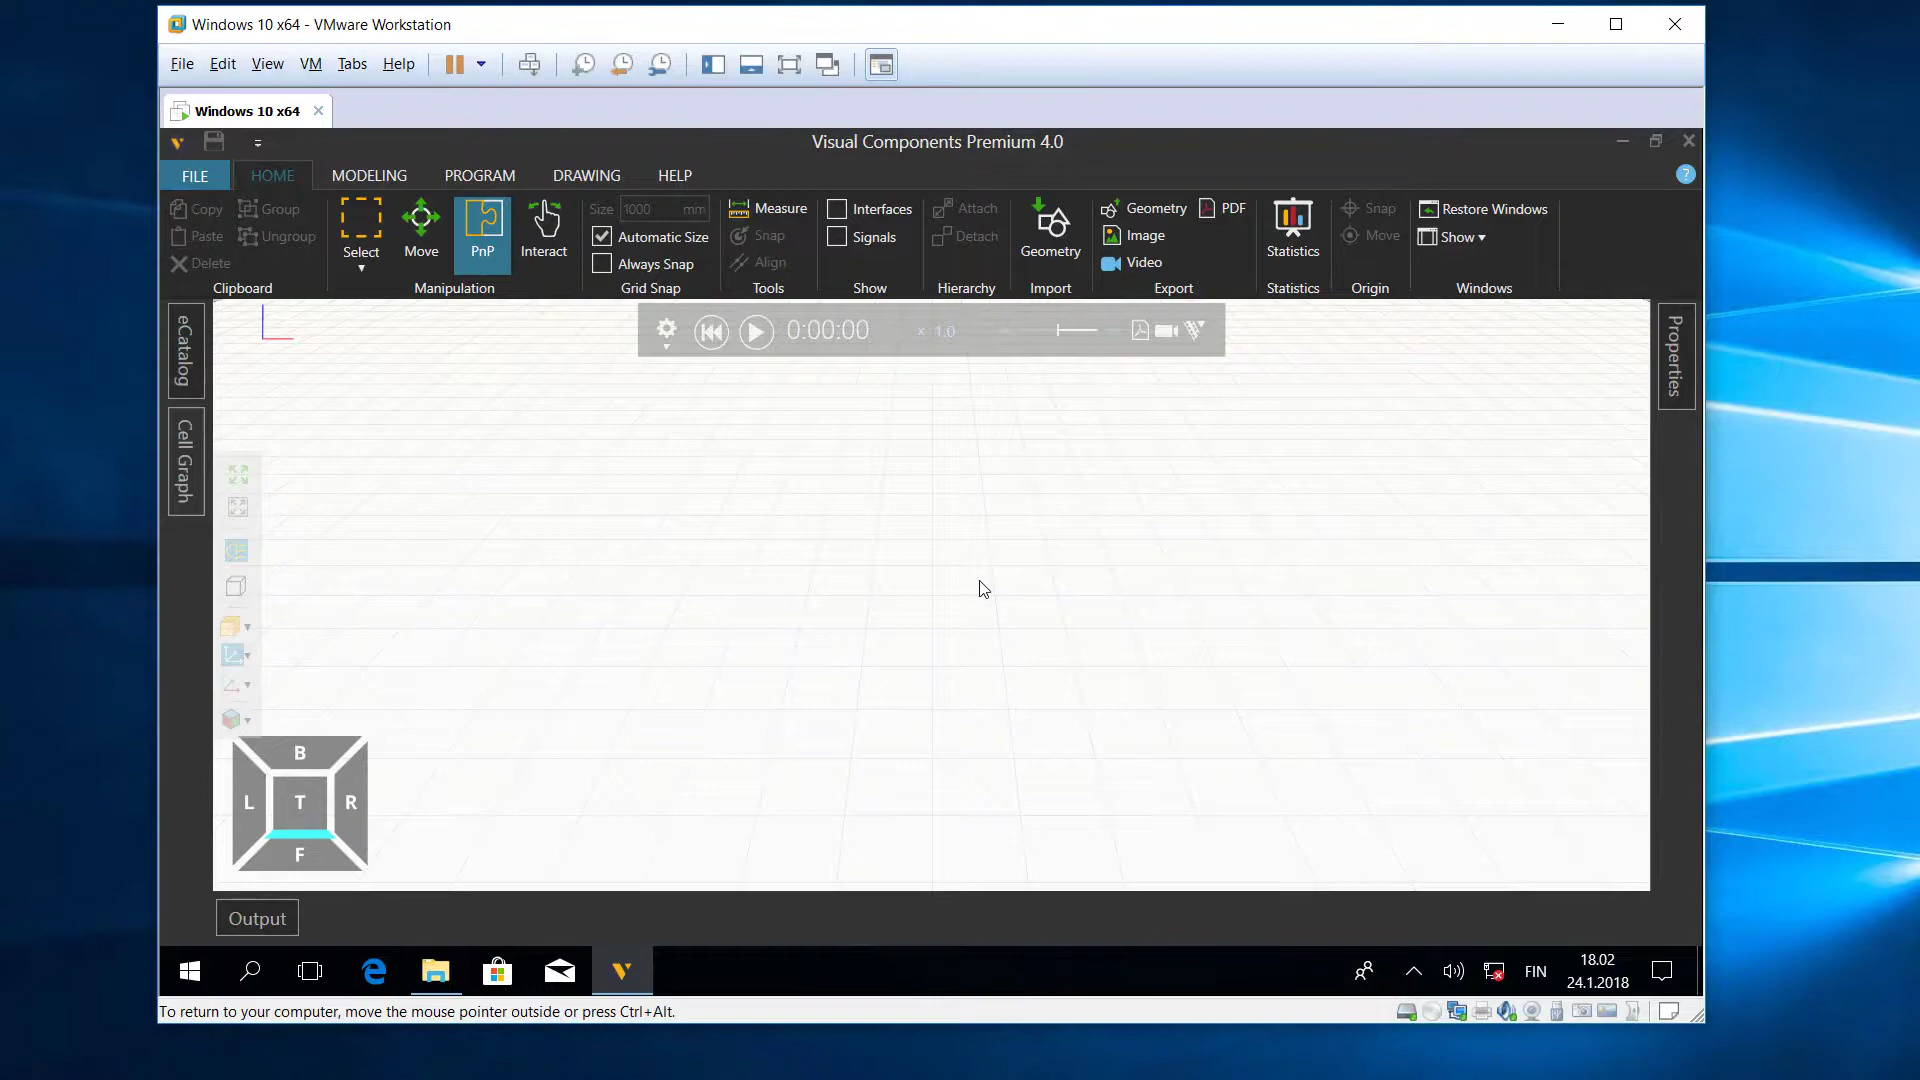 Windows 10 x64 - VMware Workstation
File Edit View VM Tabs Help
Windows 10 x64
Visual Components Premium 4.0
FILE HOME MODELING PROGRAM DRAWING HELP
Copy Group
Paste Ungroup
Delete
Clipboard
Select Move PnP Interact
Manipulation
Size 1000 mm
Automatic Size
Always Snap
Grid Snap
Measure
Snap
Align
Tools
Interfaces
Signals
Show
Attach
Detach
Hierarchy
Geometry
Import
Geometry PDF
Image
Video
Export
Statistics
Statistics
Snap
Move
Origin
Restore Windows
Show
Windows
eCatalog
Cell Graph
0:00:00 x 1.0
Properties
B
L T R
F
Output
FIN
18.02
24.1.2018
To return to your computer, move the mouse pointer outside or press Ctrl+Alt.